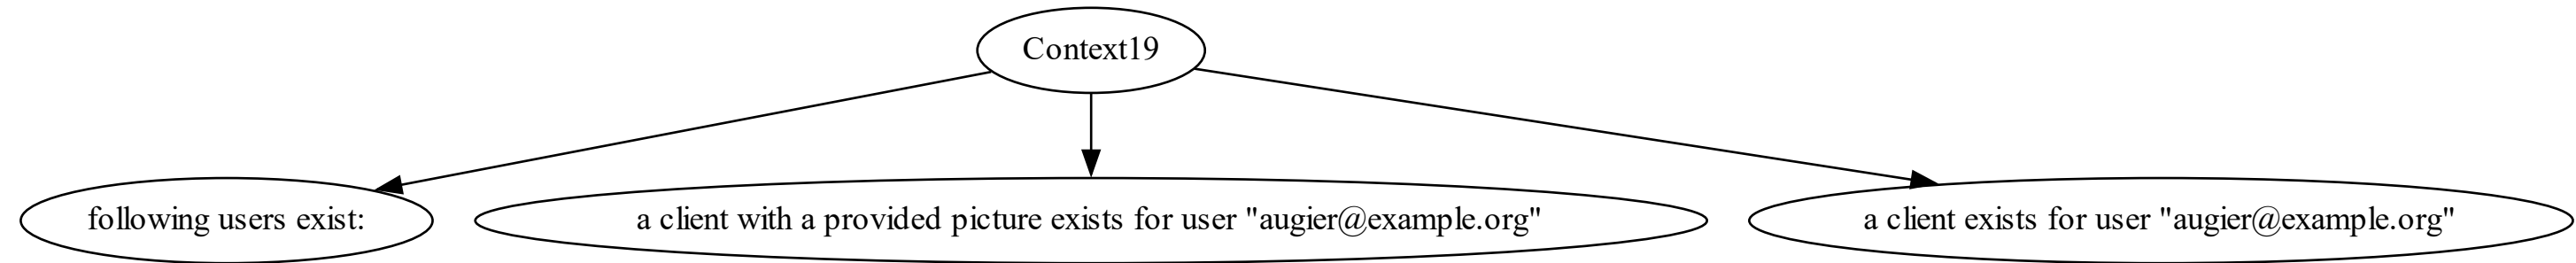 Context19
following users exist:
a client with a provided picture exists for user "augier@example.org"
a client exists for user "augier@example.org"